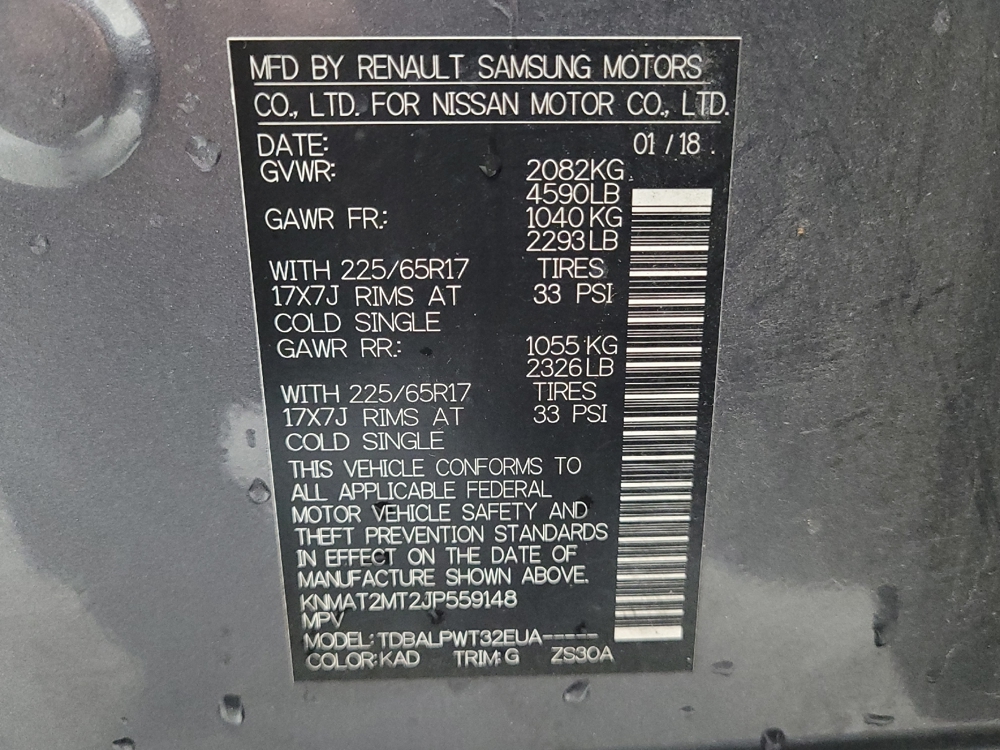 MFD BY RENAULT SAMSUNG MOTORS
CO., LTD. FOR NISSAN MOTOR CO., LTD.
DATE: 01 / 18
GVWR: 2082KG
4590LB
GAWR FR.: 1040 KG
2293 LB
WITH 225/65R17 TIRES
17X7J RIMS AT 33 PSI
COLD SINGLE
GAWR RR.: 1055 KG
2326 LB
WITH 225/65R17 TIRES
17X7J RIMS AT 33 PSI
COLD SINGLE
THIS VEHICLE CONFORMS TO
ALL APPLICABLE FEDERAL
MOTOR VEHICLE SAFETY AND
THEFT PREVENTION STANDARDS
IN EFFECT ON THE DATE OF
MANUFACTURE SHOWN ABOVE.
KNMAT2MT2JP559148
MPV
MODEL: TDBALPWT32EUA-----
COLOR: KAD TRIM: G ZS30A